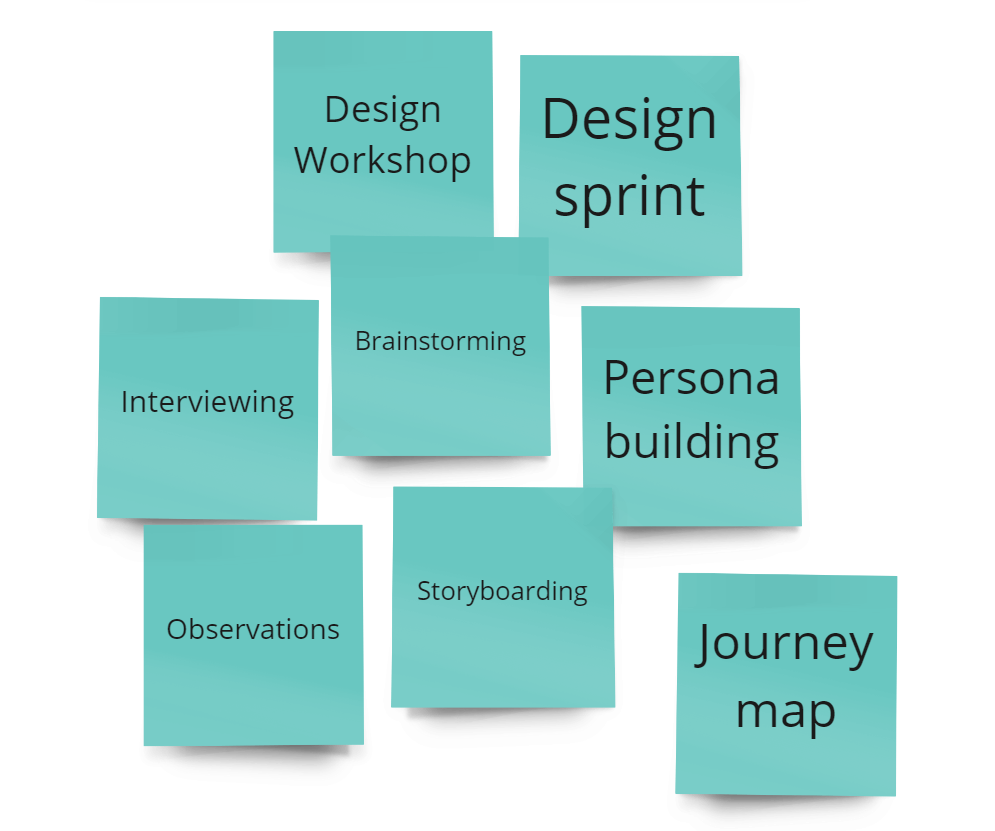 Design
Workshop
Design
sprint
Brainstorming
Interviewing
Persona
building
Storyboarding
Observations
Journey
map